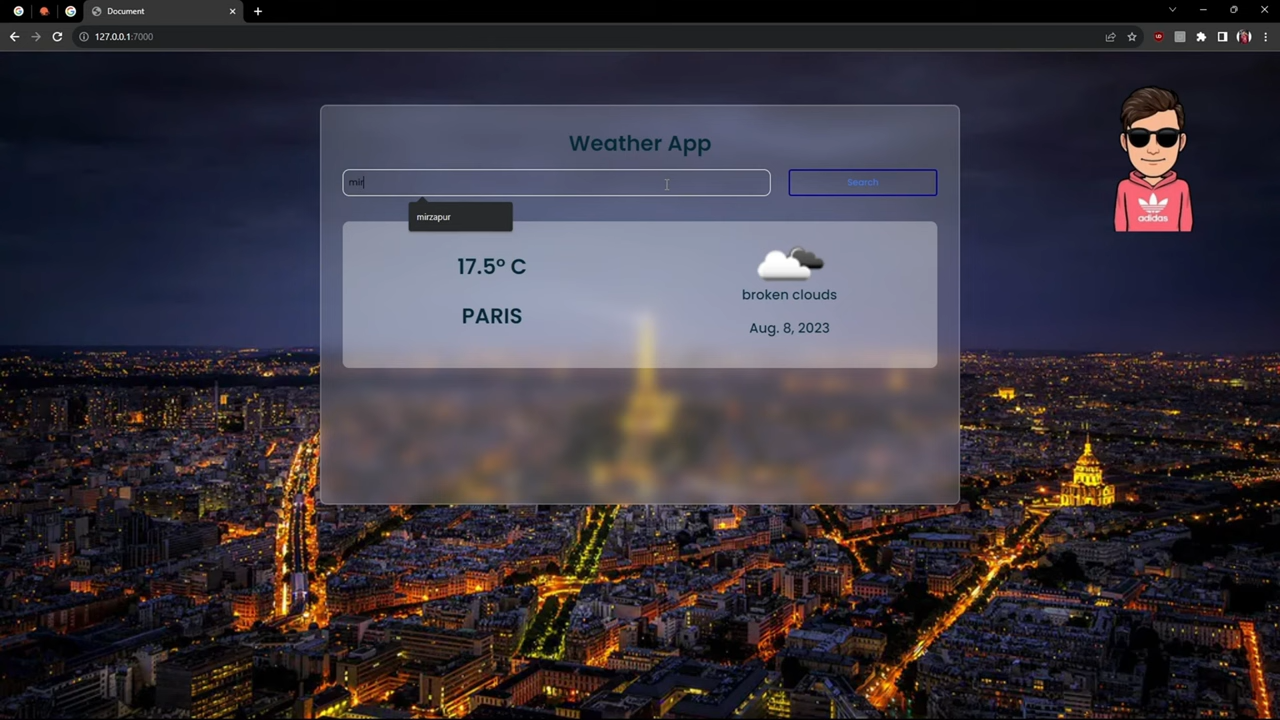 Document
127.0.0.1:7000
Weather App
mir
Search
mirzapur
17.5° C
PARIS
broken clouds
Aug. 8, 2023
adidas